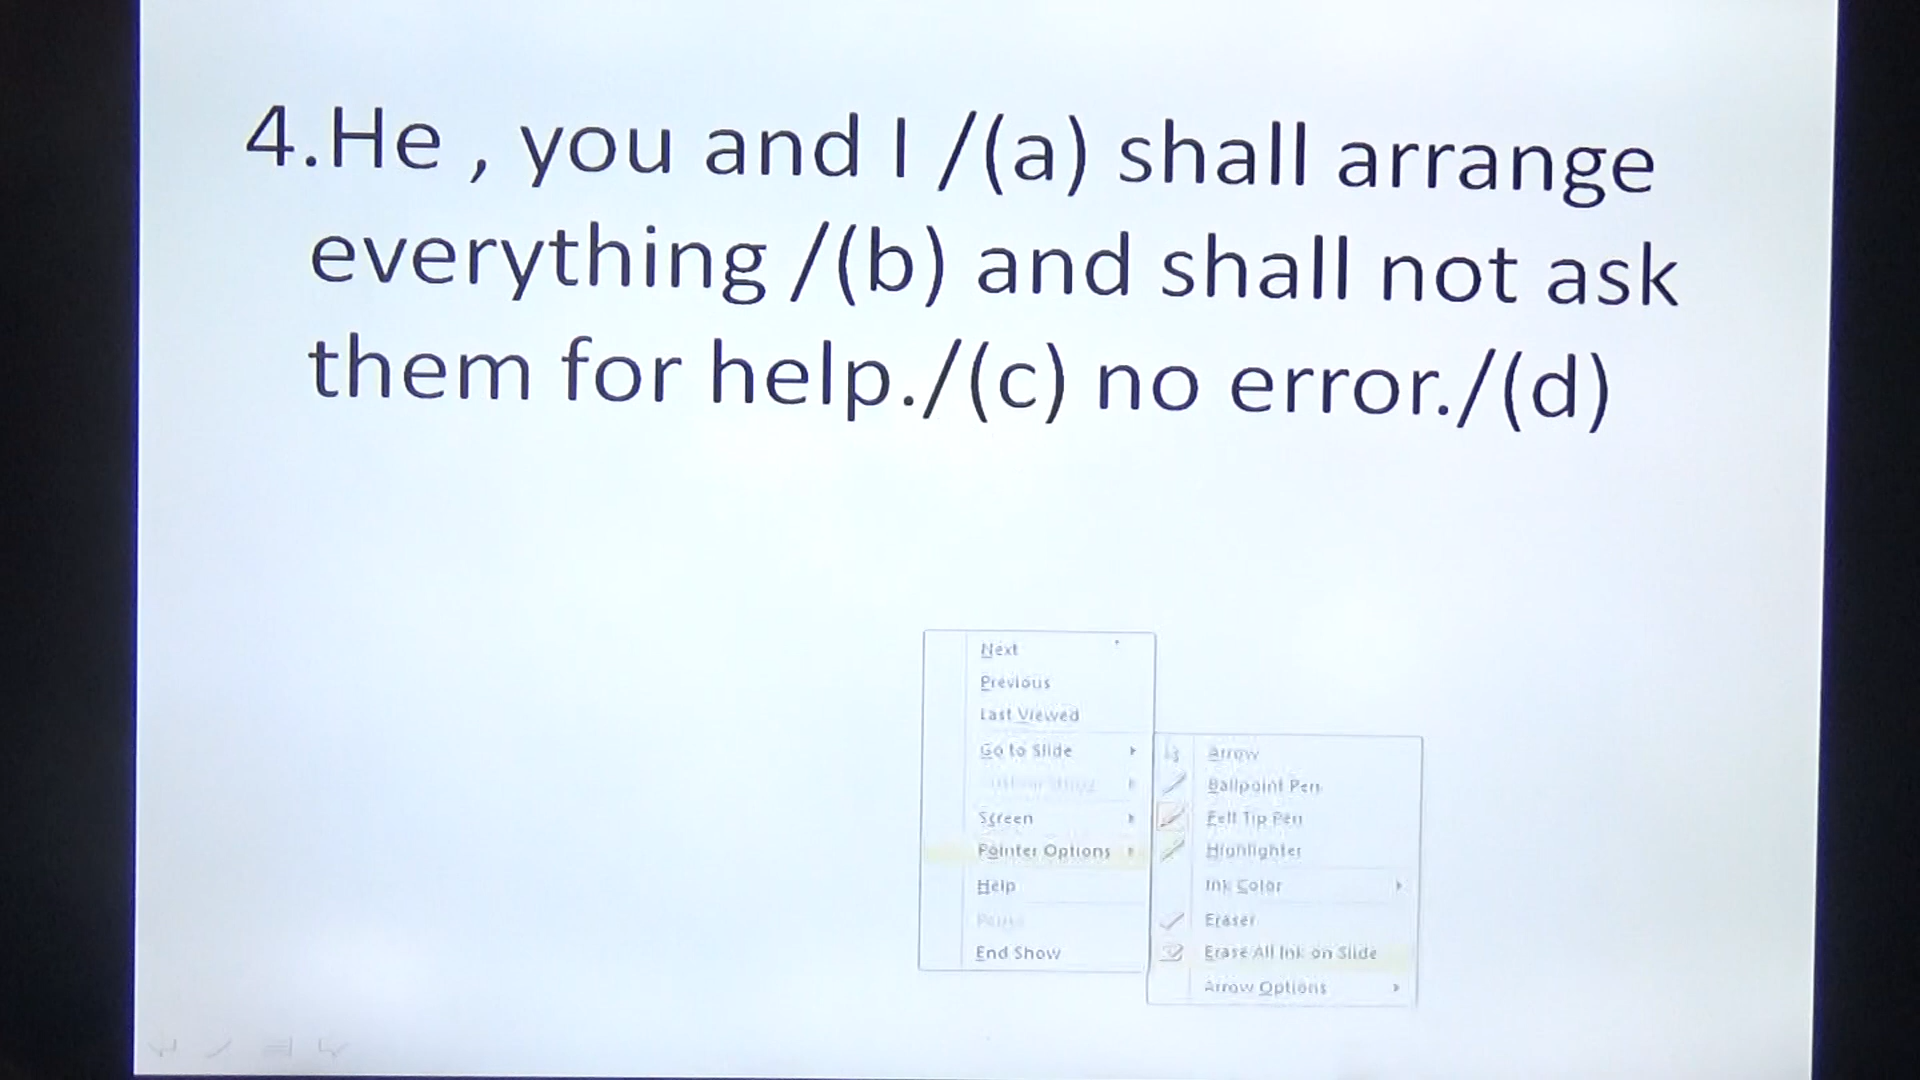 4.He , you and I /(a) shall arrange
everything /(b) and shall not ask
them for help./(c) no error./(d)
Next
Previous
Last Viewed
Go to Slide
Screen
Pointer Options
Help
Pause
End Show
Arrow
Ballpoint Pen
Felt Tip Pen
Highlighter
Ink Color
Eraser
Erase All Ink on Slide
Arrow Options